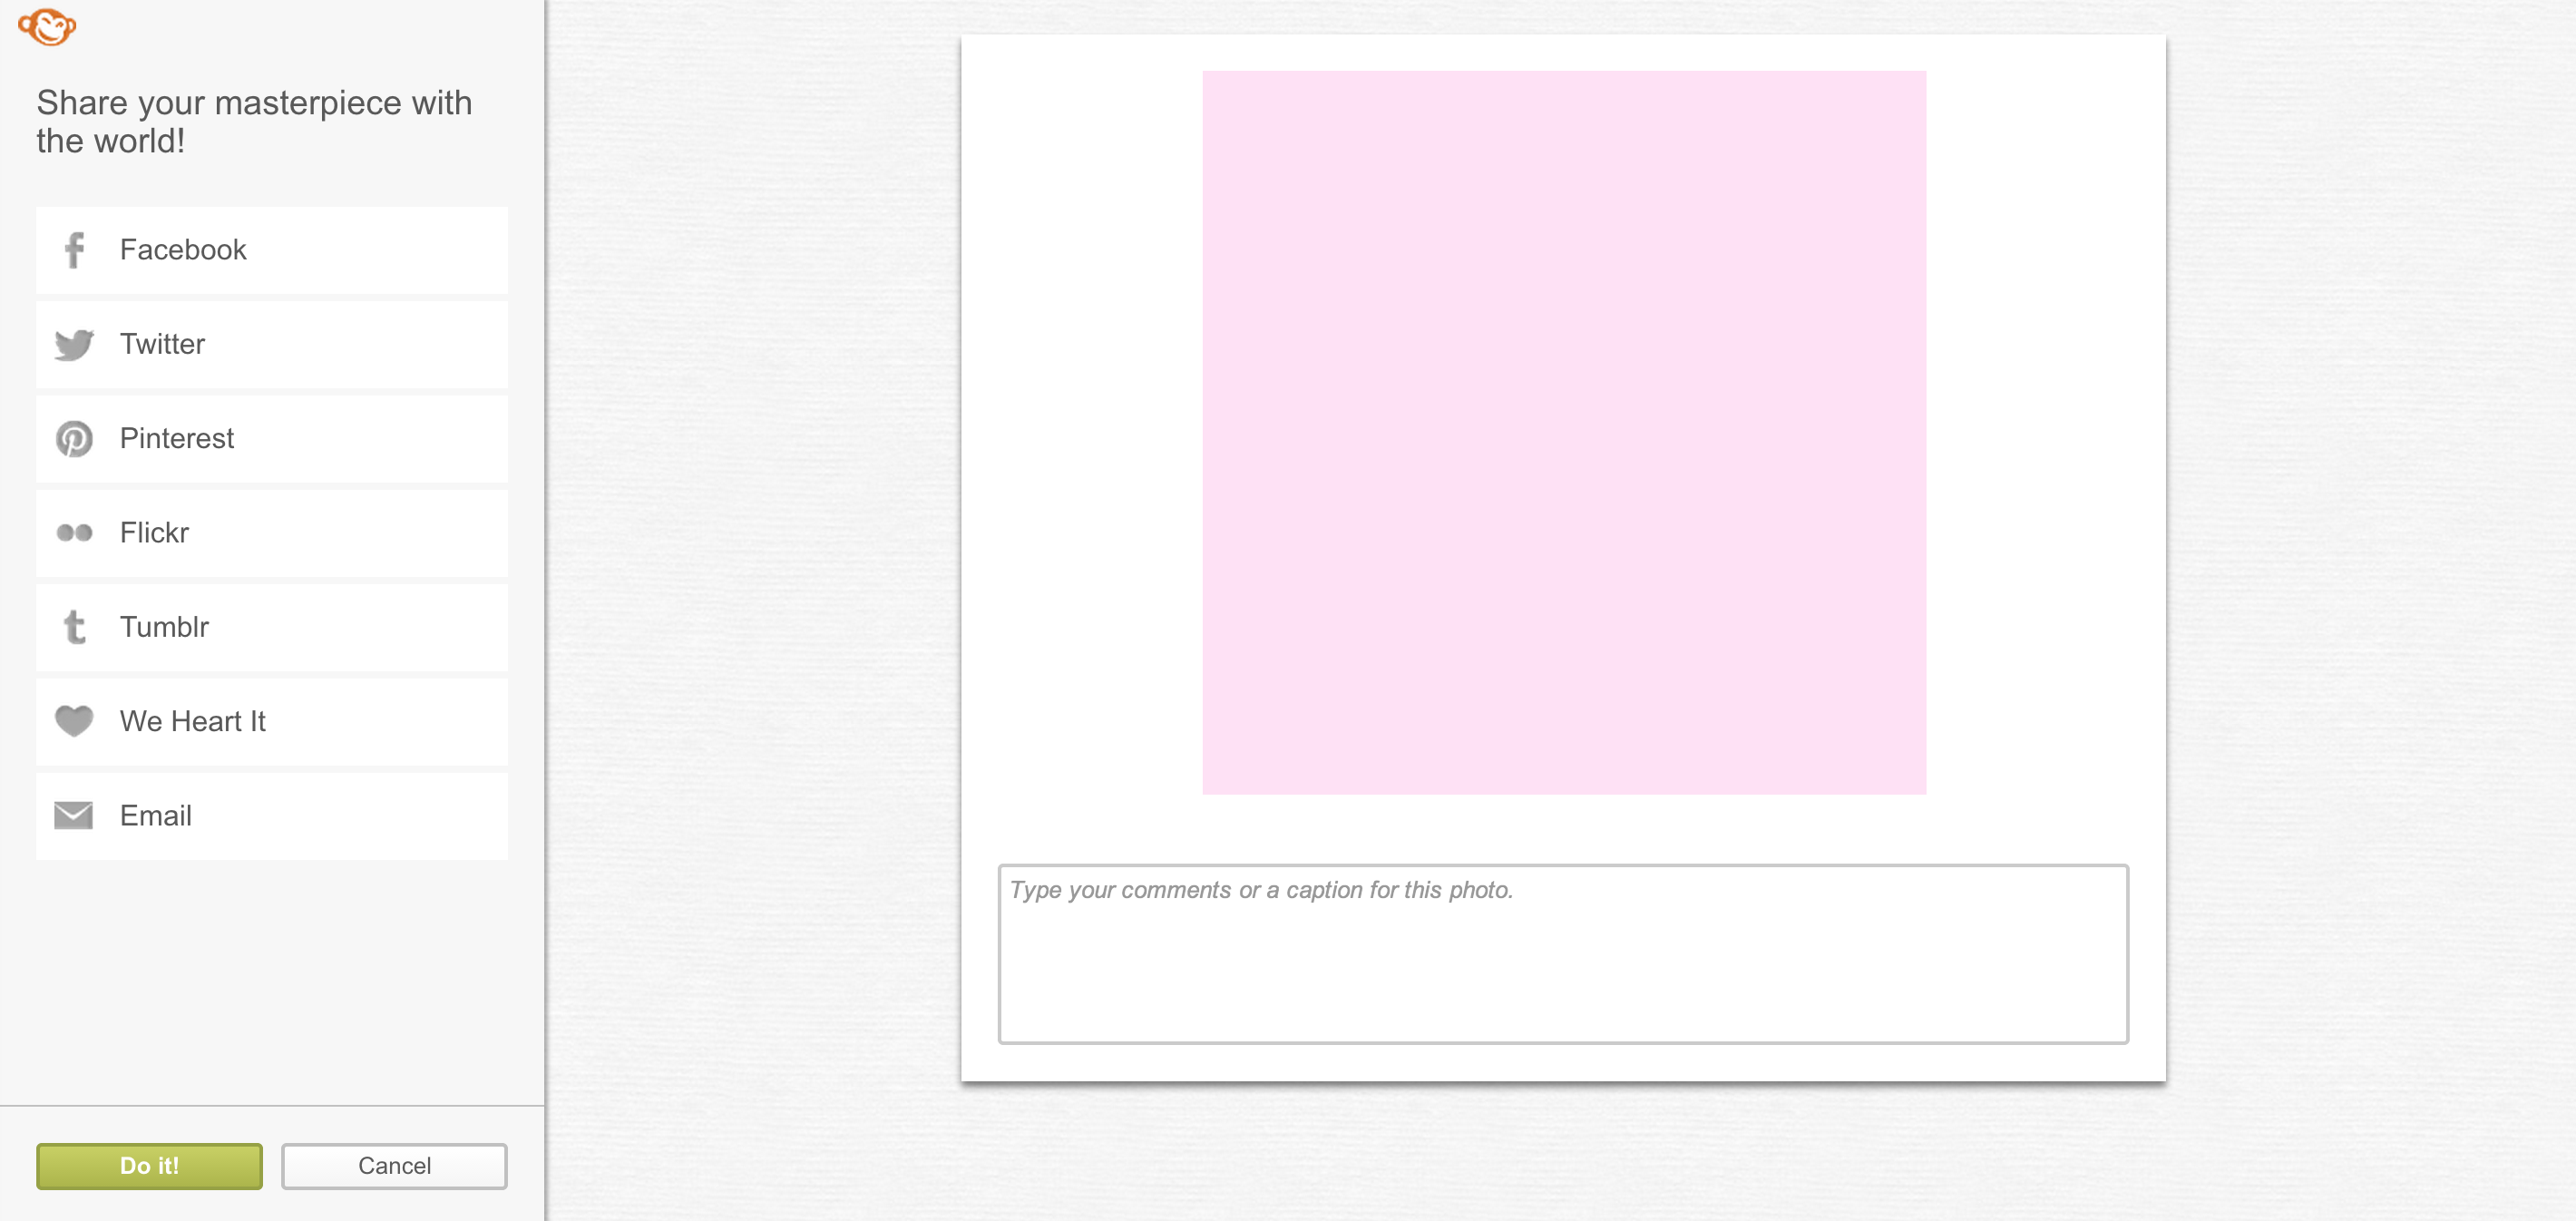 Share your masterpiece with
the world!
Facebook
Twitter
Pinterest
Flickr
Tumblr
We Heart It
Email
Do it!
Cancel
Type your comments or a caption for this photo.